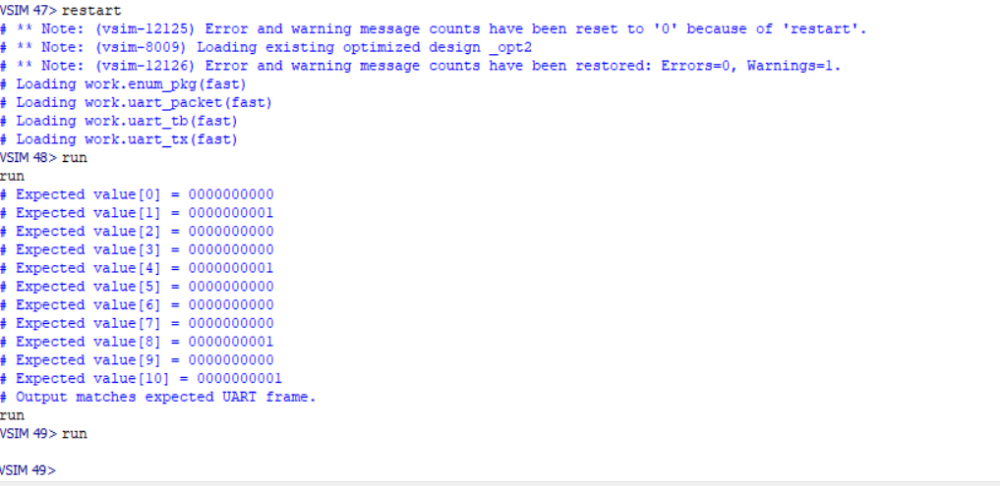 VSIM 47> restart
# ** Note: (vsim-12125) Error and warning message counts have been reset to '0' because of 'restart'.
# ** Note: (vsim-8009) Loading existing optimized design _opt2
# ** Note: (vsim-12126) Error and warning message counts have been restored: Errors=0, Warnings=1.
# Loading work.enum_pkg(fast)
# Loading work.uart_packet(fast)
# Loading work.uart_tb(fast)
# Loading work.uart_tx(fast)
VSIM 48> run
run
# Expected value[0] = 0000000000
# Expected value[1] = 0000000001
# Expected value[2] = 0000000000
# Expected value[3] = 0000000000
# Expected value[4] = 0000000001
# Expected value[5] = 0000000000
# Expected value[6] = 0000000000
# Expected value[7] = 0000000000
# Expected value[8] = 0000000001
# Expected value[9] = 0000000000
# Expected value[10] = 0000000001
# Output matches expected UART frame.
run
VSIM 49> run
VSIM 49>